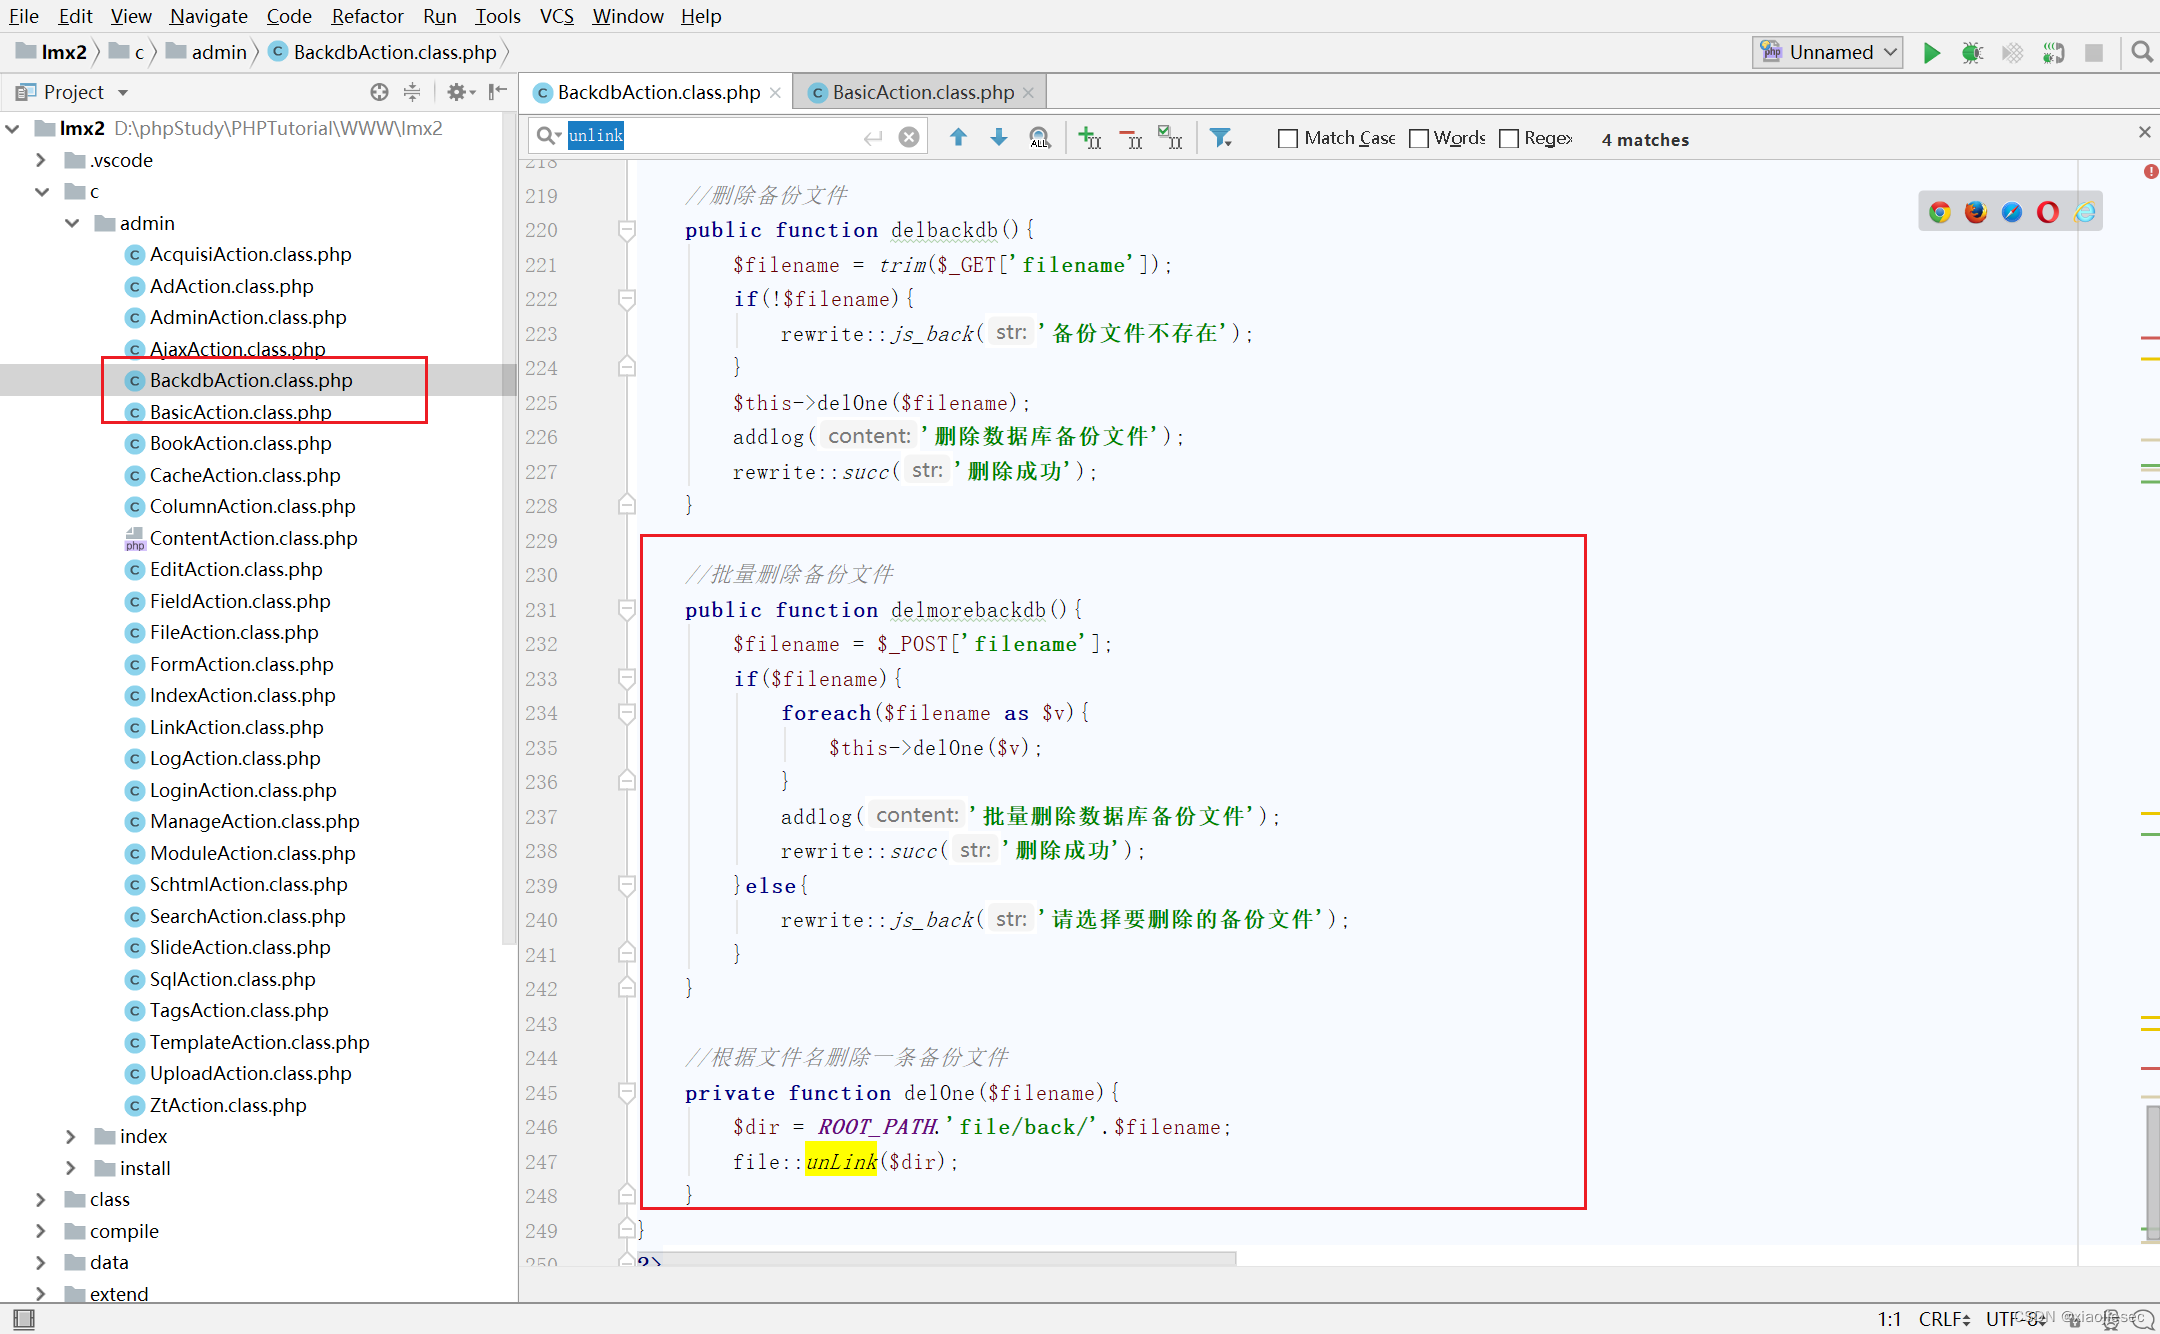 File Edit View Navigate Code Refactor Run Tools VCS Window Help
lmx2 c admin BackdbAction.class.php Unnamed
Project
BackdbAction.class.php BasicAction.class.php
lmx2 D:\phpStudy\PHPTutorial\WWW\lmx2
unlink Match Case Words Regex 4 matches
.vscode
c
admin
AcquisiAction.class.php
AdAction.class.php
AdminAction.class.php
AjaxAction.class.php
BackdbAction.class.php
BasicAction.class.php
BookAction.class.php
CacheAction.class.php
ColumnAction.class.php
ContentAction.class.php
EditAction.class.php
FieldAction.class.php
FileAction.class.php
FormAction.class.php
IndexAction.class.php
LinkAction.class.php
LogAction.class.php
LoginAction.class.php
ManageAction.class.php
ModuleAction.class.php
SchtmlAction.class.php
SearchAction.class.php
SlideAction.class.php
SqlAction.class.php
TagsAction.class.php
TemplateAction.class.php
UploadAction.class.php
ZtAction.class.php
index
install
class
compile
data
extend
218
219 //删除备份文件
220 public function delbackdb(){
221 $filename = trim($_GET['filename']);
222 if(!$filename){
223 rewrite::js_back( str: '备份文件不存在');
224 }
225 $this->delOne($filename);
226 addlog( content: '删除数据库备份文件');
227 rewrite::succ( str: '删除成功');
228 }
229
230 //批量删除备份文件
231 public function delmorebackdb(){
232 $filename = $_POST['filename'];
233 if($filename){
234 foreach($filename as $v){
235 $this->delOne($v);
236 }
237 addlog( content: '批量删除数据库备份文件');
238 rewrite::succ( str: '删除成功');
239 }else{
240 rewrite::js_back( str: '请选择要删除的备份文件');
241 }
242 }
243
244 //根据文件名删除一条备份文件
245 private function delOne($filename){
246 $dir = ROOT_PATH.'file/back/'.$filename;
247 file::unLink($dir);
248 }
249 }
250 ?>
1:1 CRLF UTF-8
CSDN @xiaofiesec